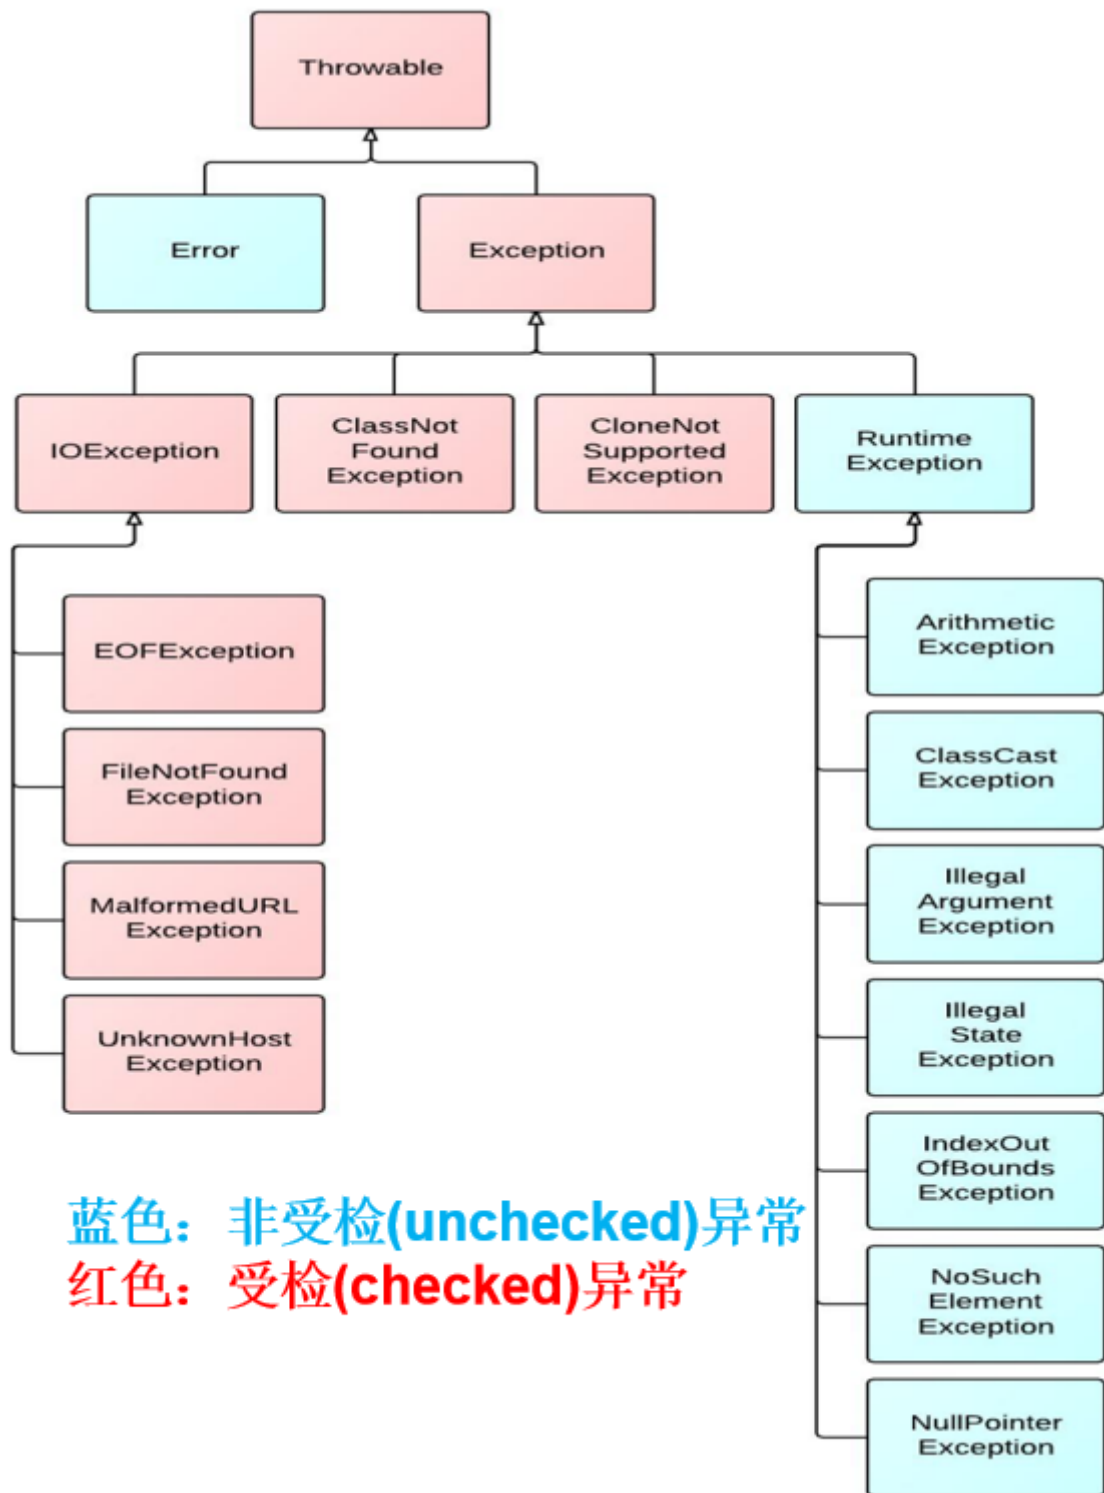 Throwable
Error
Exception
IOException
ClassNot
Found
Exception
CloneNot
Supported
Exception
Runtime
Exception
EOFException
FileNotFound
Exception
MalformedURL
Exception
UnknownHost
Exception
Arithmetic
Exception
ClassCast
Exception
Illegal
Argument
Exception
Illegal
State
Exception
IndexOut
OfBounds
Exception
NoSuch
Element
Exception
NullPointer
Exception
蓝色：非受检(unchecked)异常
红色：受检(checked)异常